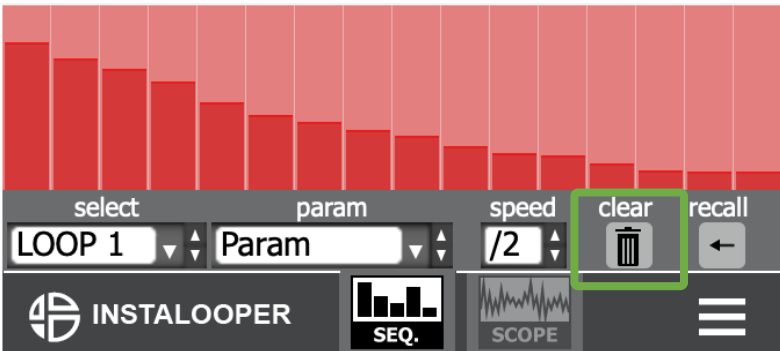 select param speed clear recall
LOOP 1 Param /2
INSTALOOPER SEQ. SCOPE